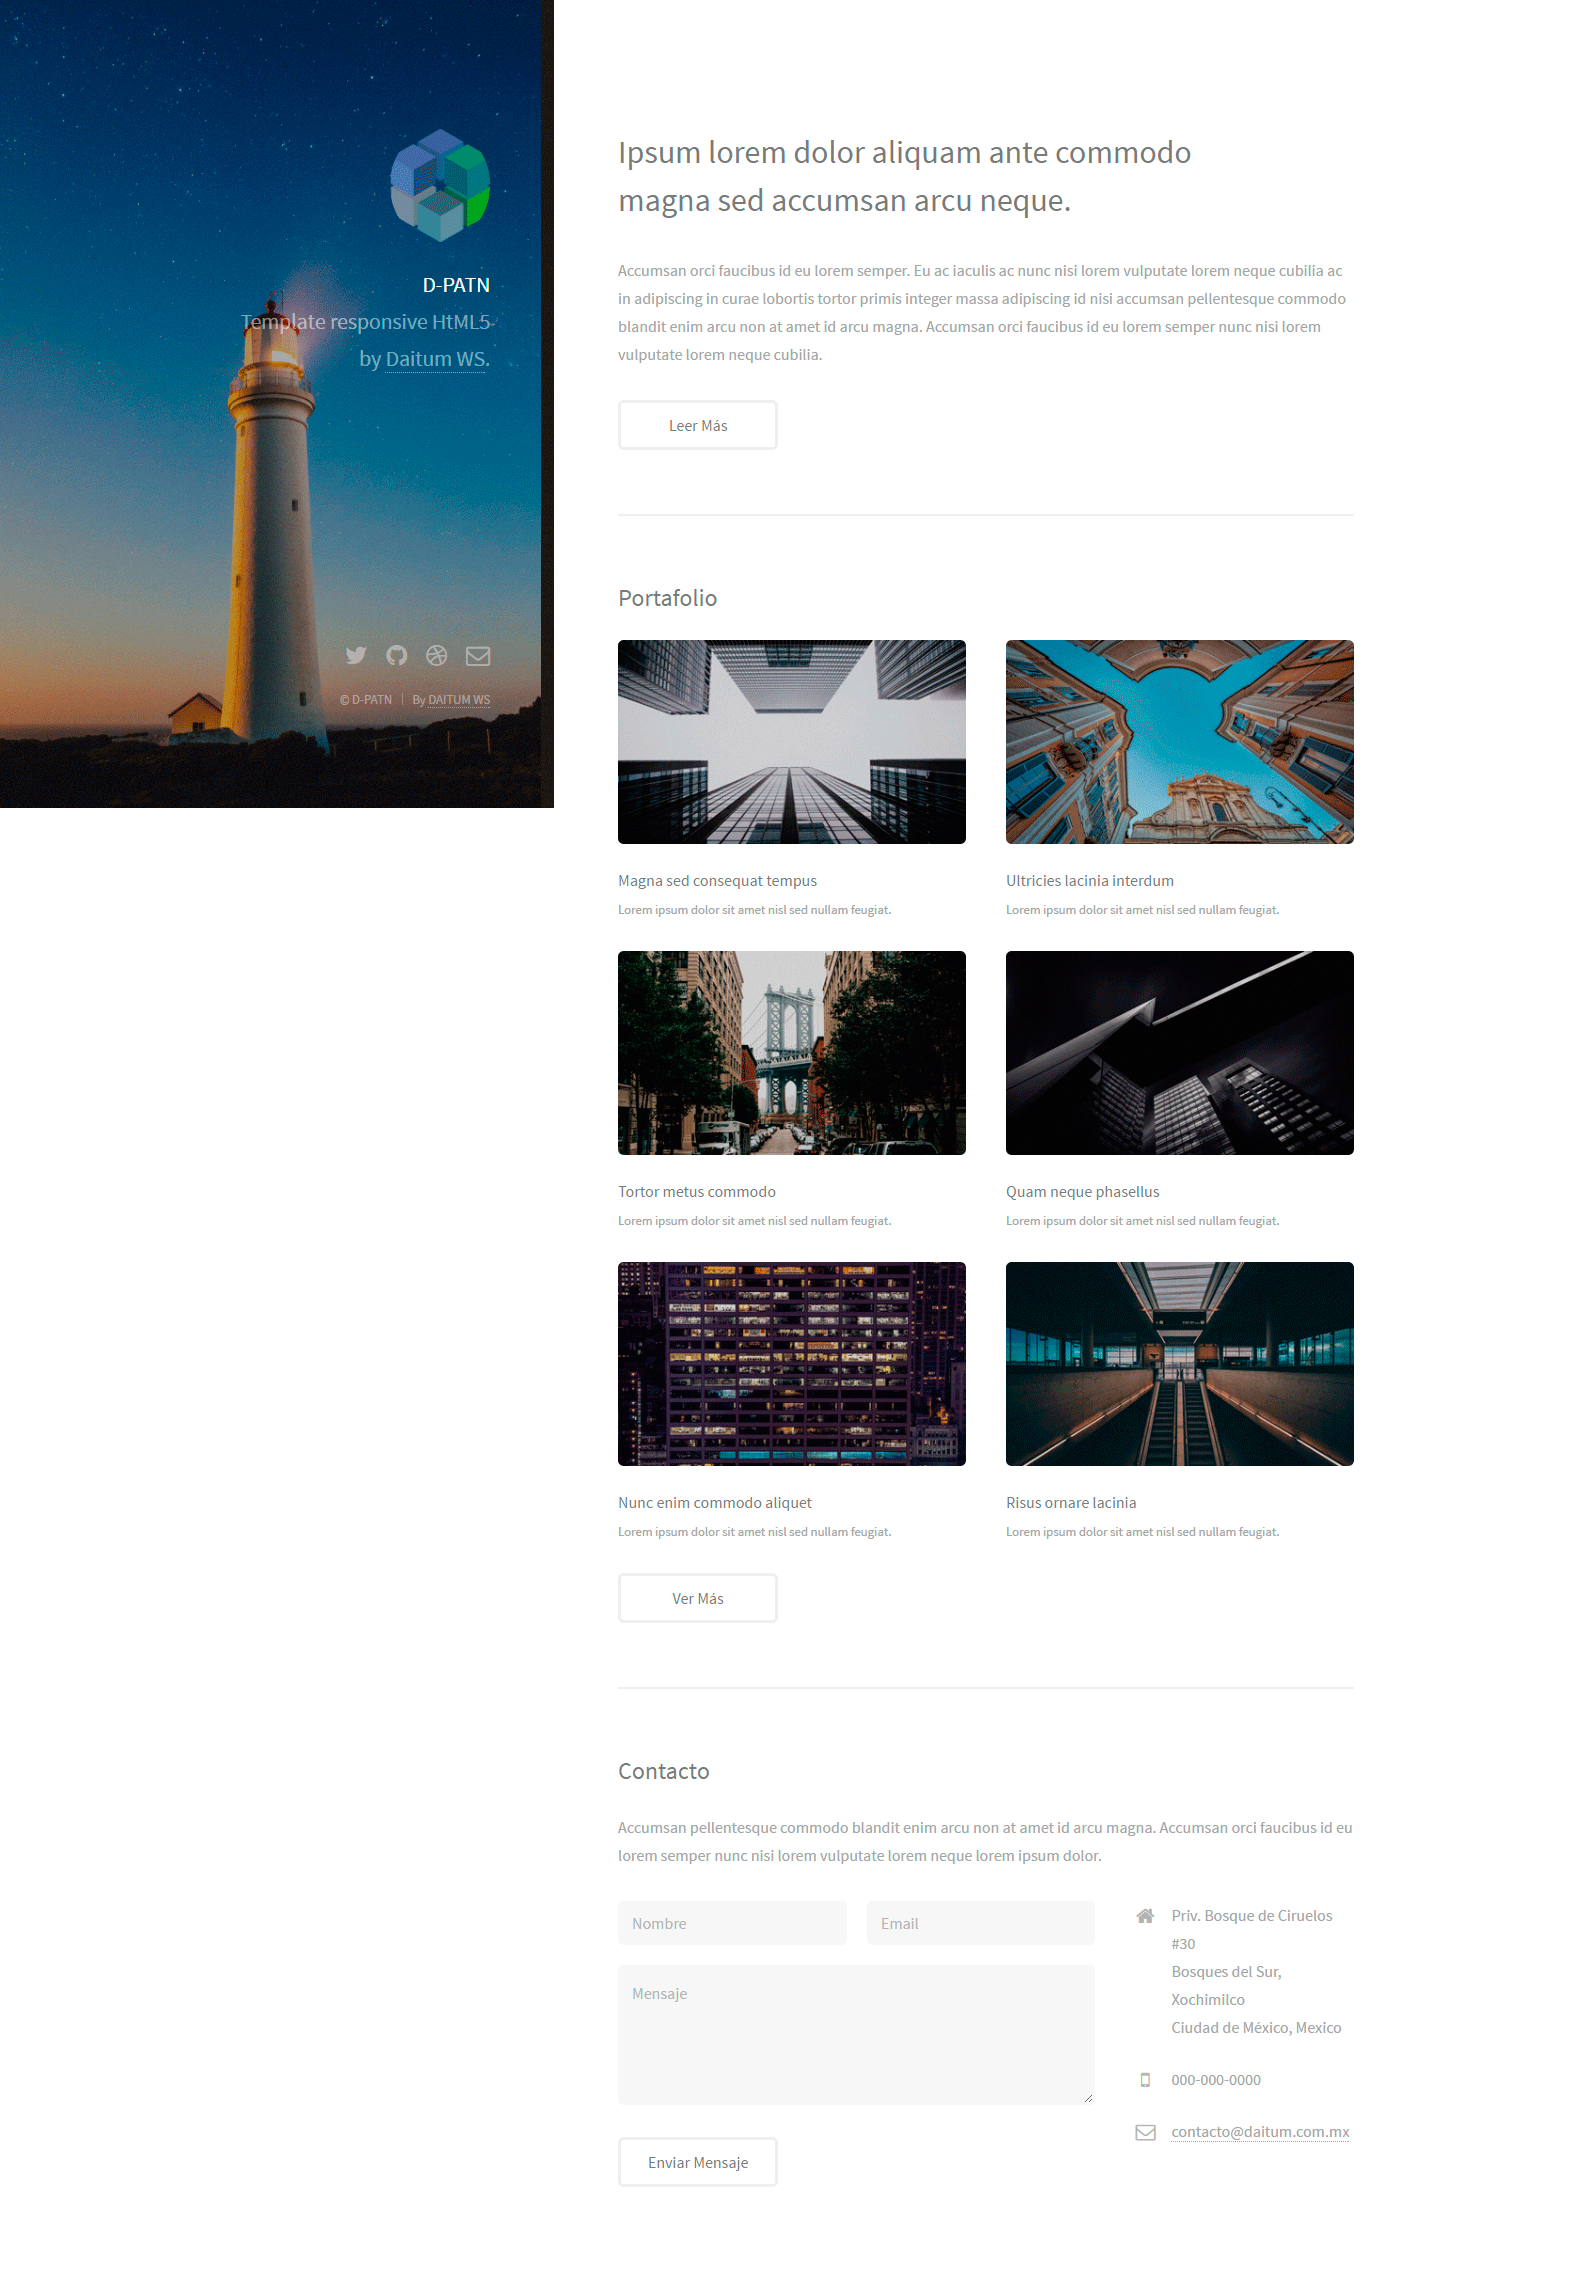 D-PATN
Template responsive HtML5
by Daitum WS.
© D-PATN | By DAITUM WS
Ipsum lorem dolor aliquam ante commodo
magna sed accumsan arcu neque.
Accumsan orci faucibus id eu lorem semper. Eu ac iaculis ac nunc nisi lorem vulputate lorem neque cubilia ac
in adipiscing in curae lobortis tortor primis integer massa adipiscing id nisi accumsan pellentesque commodo
blandit enim arcu non at amet id arcu magna. Accumsan orci faucibus id eu lorem semper nunc nisi lorem
vulputate lorem neque cubilia.
Leer Más
Portafolio
Magna sed consequat tempus
Lorem ipsum dolor sit amet nisl sed nullam feugiat.
Ultricies lacinia interdum
Lorem ipsum dolor sit amet nisl sed nullam feugiat.
Tortor metus commodo
Lorem ipsum dolor sit amet nisl sed nullam feugiat.
Quam neque phasellus
Lorem ipsum dolor sit amet nisl sed nullam feugiat.
Nunc enim commodo aliquet
Lorem ipsum dolor sit amet nisl sed nullam feugiat.
Risus ornare lacinia
Lorem ipsum dolor sit amet nisl sed nullam feugiat.
Ver Más
Contacto
Accumsan pellentesque commodo blandit enim arcu non at amet id arcu magna. Accumsan orci faucibus id eu
lorem semper nunc nisi lorem vulputate lorem neque lorem ipsum dolor.
Nombre
Email
Mensaje
Enviar Mensaje
Priv. Bosque de Ciruelos
#30
Bosques del Sur,
Xochimilco
Ciudad de México, Mexico
000-000-0000
contacto@daitum.com.mx